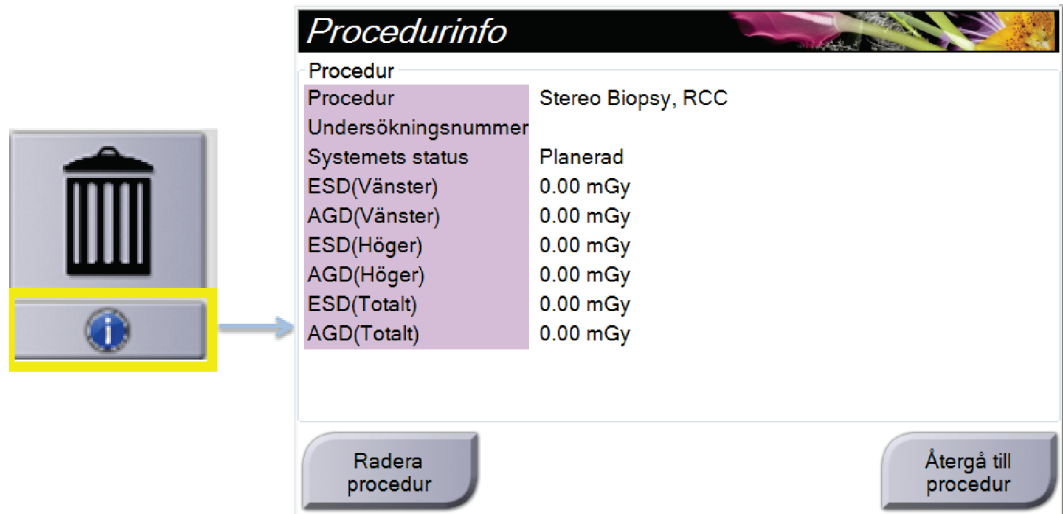 Procedurinfo
Procedur
Procedur Stereo Biopsy, RCC
Undersökningsnummer
Systemets status Planerad
ESD(Vänster) 0.00 mGy
AGD(Vänster) 0.00 mGy
ESD(Höger) 0.00 mGy
AGD(Höger) 0.00 mGy
ESD(Totalt) 0.00 mGy
AGD(Totalt) 0.00 mGy
Radera
procedur
Återgå till
procedur